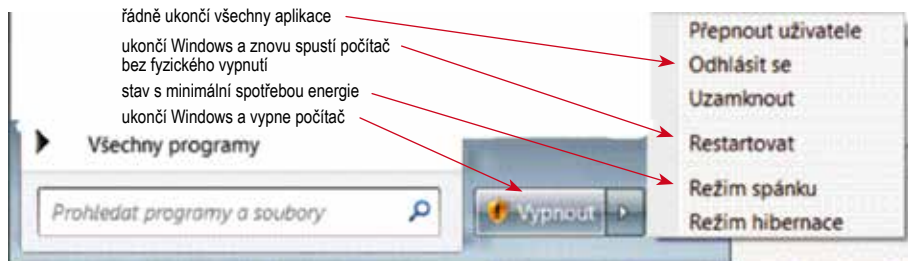 řádně ukončí všechny aplikace
ukončí Windows a znovu spustí počítač
bez fyzického vypnutí
stav s minimální spotřebou energie
ukončí Windows a vypne počítač
Všechny programy
Prohledat programy a soubory
Vypnout
Přepnout uživatele
Odhlásit se
Uzamknout
Restartovat
Režim spánku
Režim hibernace